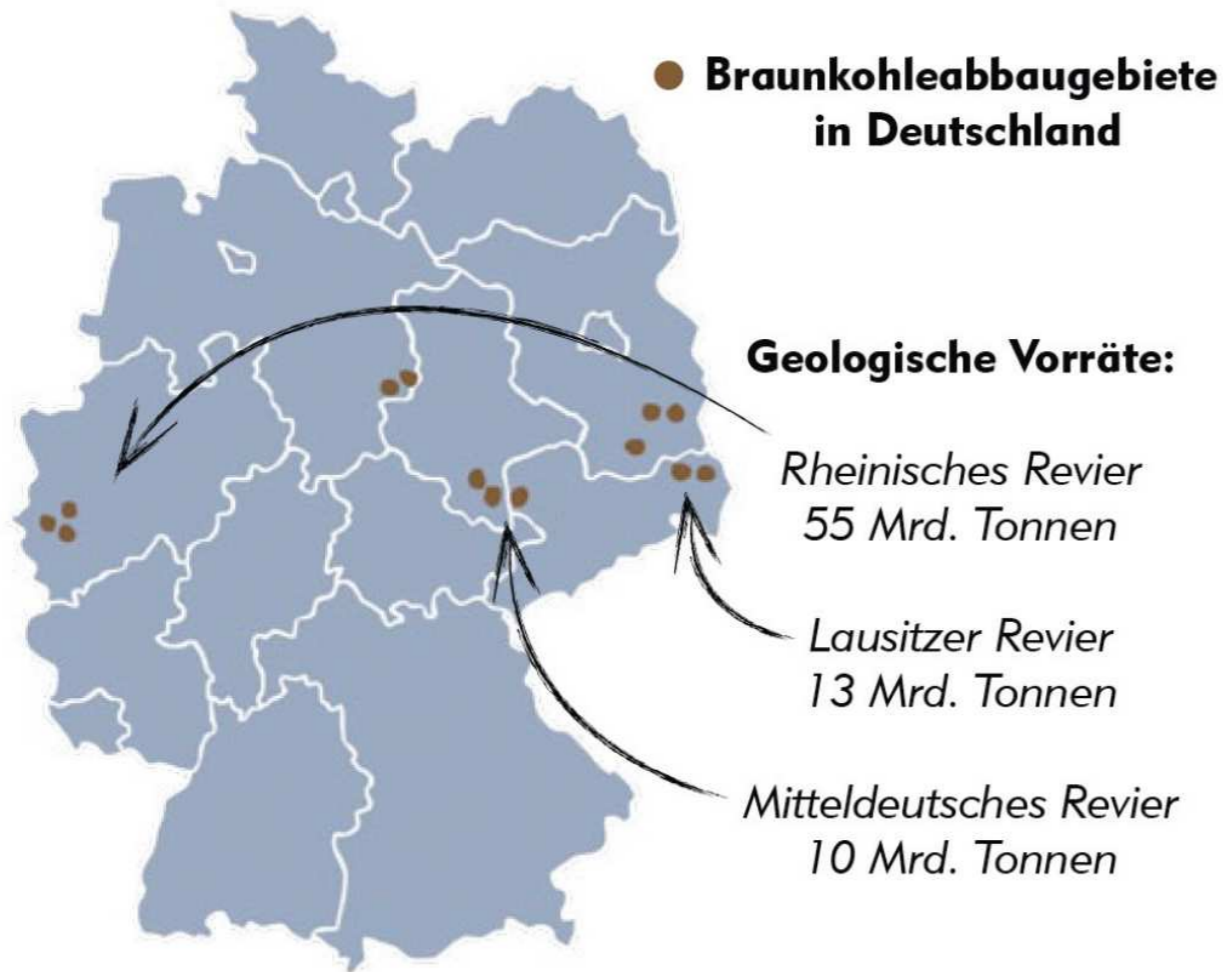 Braunkohleabbaugebiete
in Deutschland
Geologische Vorräte:
Rheinisches Revier
55 Mrd. Tonnen
Lausitzer Revier
13 Mrd. Tonnen
Mitteldeutsches Revier
10 Mrd. Tonnen